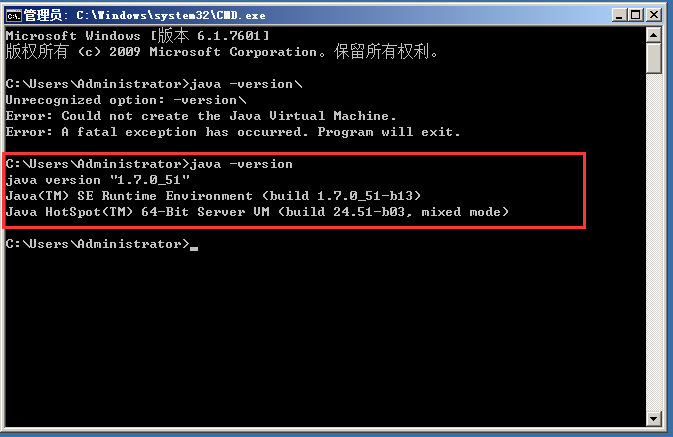 管理员: C:\Windows\system32\CMD.exe
Microsoft Windows [版本 6.1.7601]
版权所有 (c) 2009 Microsoft Corporation。保留所有权利。
C:\Users\Administrator>java -version\
Unrecognized option: -version\
Error: Could not create the Java Virtual Machine.
Error: A fatal exception has occurred. Program will exit.
C:\Users\Administrator>java -version
java version "1.7.0_51"
Java(TM) SE Runtime Environment (build 1.7.0_51-b13)
Java HotSpot(TM) 64-Bit Server VM (build 24.51-b03, mixed mode)
C:\Users\Administrator>